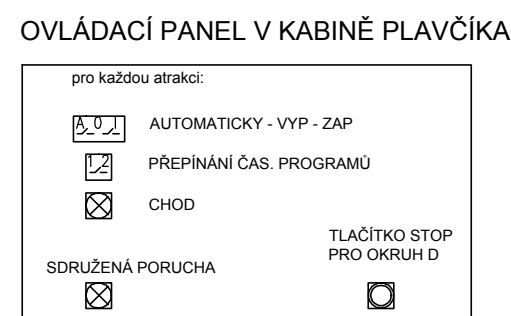 OVLÁDACÍ PANEL V KABINĚ PLAVČÍKA
pro každou atrakci:
A 0 1 AUTOMATICKY - VYP - ZAP
1 2 PŘEPÍNÁNÍ ČAS. PROGRAMŮ
CHOD
TLAČÍTKO STOP
PRO OKRUH D
SDRUŽENÁ PORUCHA